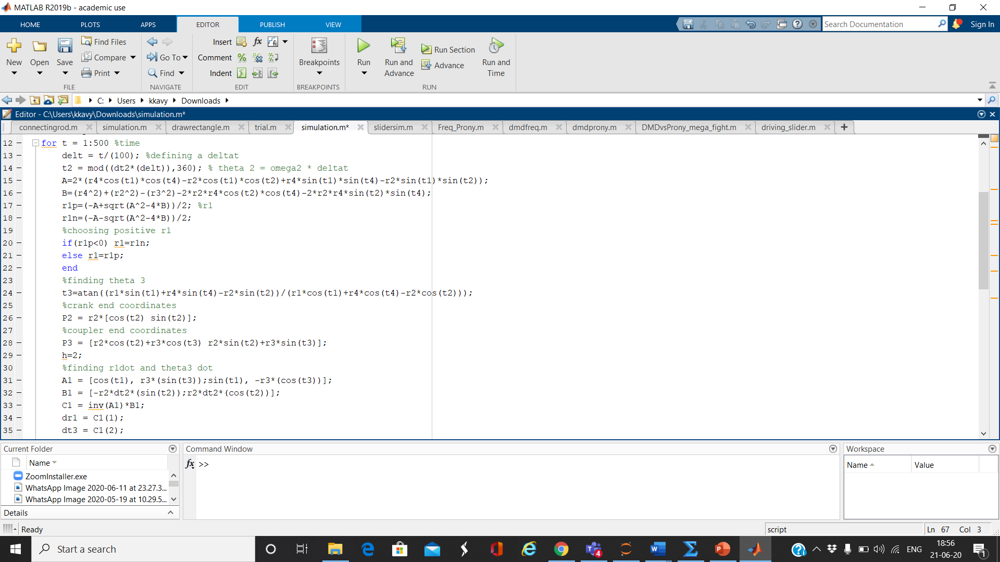 MATLAB R2019b - academic use
HOME PLOTS APPS EDITOR PUBLISH VIEW
Search Documentation
Sign In
New
Open
Save
Find Files
Compare
Print
FILE
Go To
Find
NAVIGATE
Insert
Comment
Indent
EDIT
Breakpoints
BREAKPOINTS
Run
Run and Advance
Run Section
Advance
Run and Time
RUN
C: Users kkavy Downloads
Editor - C:\Users\kkavy\Downloads\simulation.m*
connectingrod.m simulation.m drawrectangle.m trial.m simulation.m* slidersim.m Freq_Prony.m dmdfreq.m dmdprony.m DMDvsProny_mega_fight.m driving_slider.m
12 for t = 1:500 %time
13 delt = t/(100); %defining a deltat
14 t2 = mod((dt2*(delt)),360); % theta 2 = omega2 * deltat
15 A=2*(r4*cos(t1)*cos(t4)-r2*cos(t1)*cos(t2)+r4*sin(t1)*sin(t4)-r2*sin(t1)*sin(t2));
16 B=(r4^2)+(r2^2)-(r3^2)-2*r2*r4*cos(t2)*cos(t4)-2*r2*r4*sin(t2)*sin(t4);
17 r1p=(-A+sqrt(A^2-4*B))/2; %r1
18 r1n=(-A-sqrt(A^2-4*B))/2;
19 %choosing positive r1
20 if(r1p<0) r1=r1n;
21 else r1=r1p;
22 end
23 %finding theta 3
24 t3=atan((r1*sin(t1)+r4*sin(t4)-r2*sin(t2))/(r1*cos(t1)+r4*cos(t4)-r2*cos(t2)));
25 %crank end coordinates
26 P2 = r2*[cos(t2) sin(t2)];
27 %coupler end coordinates
28 P3 = [r2*cos(t2)+r3*cos(t3) r2*sin(t2)+r3*sin(t3)];
29 h=2;
30 %finding r1dot and theta3 dot
31 A1 = [cos(t1), r3*(sin(t3));sin(t1), -r3*(cos(t3))];
32 B1 = [-r2*dt2*(sin(t2));r2*dt2*(cos(t2))];
33 C1 = inv(A1)*B1;
34 dr1 = C1(1);
35 dt3 = C1(2);
Current Folder
Name
ZoomInstaller.exe
WhatsApp Image 2020-06-11 at 23.27.3...
WhatsApp Image 2020-05-19 at 10.29.5...
Details
Command Window
fx >>
Workspace
Name Value
Ready
script
Ln 67 Col 3
Start a search
4
ENG
18:56
21-06-20
1